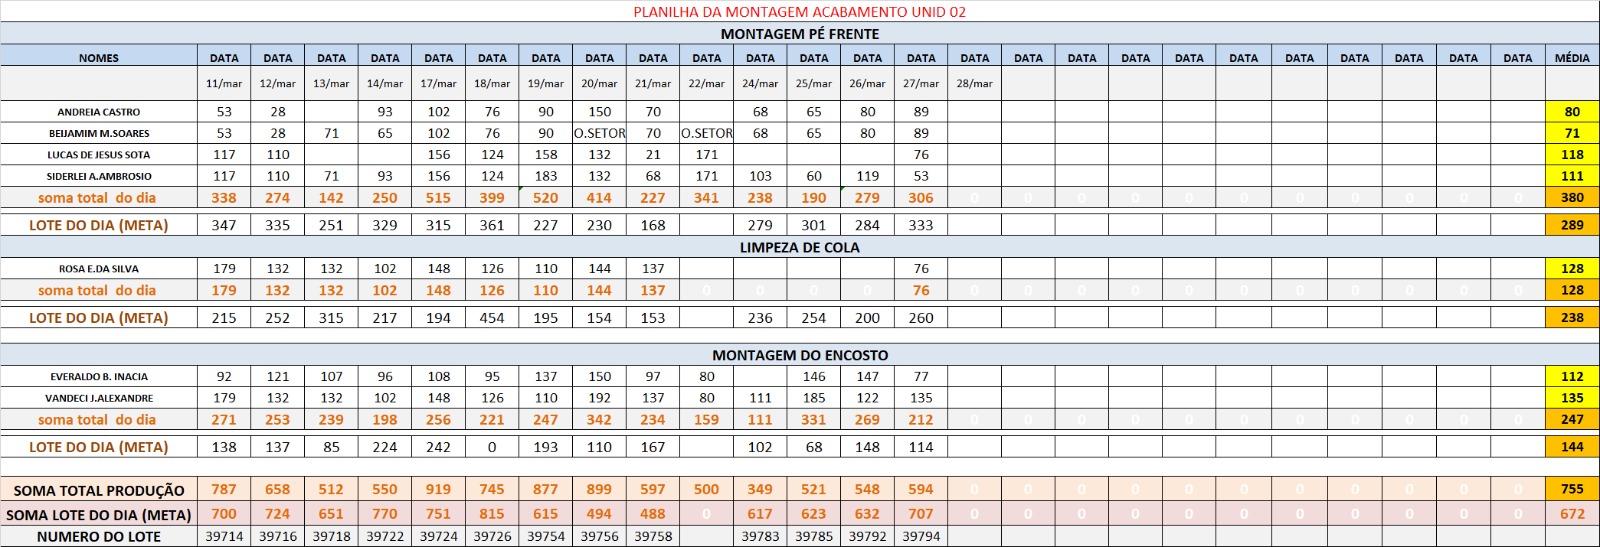 PLANILHA DA MONTAGEM ACABAMENTO UNID 02
MONTAGEM PÉ FRENTE
NOMES DATA DATA DATA DATA DATA DATA DATA DATA DATA DATA DATA DATA DATA DATA DATA DATA DATA DATA DATA DATA DATA DATA DATA DATA DATA MÉDIA
11/mar 12/mar 13/mar 14/mar 17/mar 18/mar 19/mar 20/mar 21/mar 22/mar 24/mar 25/mar 26/mar 27/mar 28/mar
ANDREIA CASTRO 53 28 93 102 76 90 150 70 68 65 80 89 80
BEIJAMIM M.SOARES 53 28 71 65 102 76 90 O.SETOR 70 O.SETOR 68 65 80 89 71
LUCAS DE JESUS SOTA 117 110 156 124 158 132 21 171 76 118
SIDERLEI A.AMBROSIO 117 110 71 93 156 124 183 132 68 171 103 60 119 53 111
soma total do dia 338 274 142 250 515 399 520 414 227 341 238 190 279 306 0 0 0 0 0 0 0 0 0 0 0 380
LOTE DO DIA (META) 347 335 251 329 315 361 227 230 168 279 301 284 333 289
LIMPEZA DE COLA
ROSA E.DA SILVA 179 132 132 102 148 126 110 144 137 76 128
soma total do dia 179 132 132 102 148 126 110 144 137 0 0 0 0 76 0 0 0 0 0 0 0 0 0 0 0 128
LOTE DO DIA (META) 215 252 315 217 194 454 195 154 153 236 254 200 260 238
MONTAGEM DO ENCOSTO
EVERALDO B. INACIA 92 121 107 96 108 95 137 150 97 80 146 147 77 112
VANDECI J.ALEXANDRE 179 132 132 102 148 126 110 192 137 80 111 185 122 135 135
soma total do dia 271 253 239 198 256 221 247 342 234 159 111 331 269 212 0 0 0 0 0 0 0 0 0 0 0 247
LOTE DO DIA (META) 138 137 85 224 242 0 193 110 167 102 68 148 114 144
SOMA TOTAL PRODUÇÃO 787 658 512 550 919 745 877 899 597 500 349 521 548 594 0 0 0 0 0 0 0 0 0 0 0 755
SOMA LOTE DO DIA (META) 700 724 651 770 751 815 615 494 488 0 617 623 632 707 0 0 0 0 0 0 0 0 0 0 0 672
NUMERO DO LOTE 39714 39716 39718 39722 39724 39726 39754 39756 39758 39783 39785 39792 39794